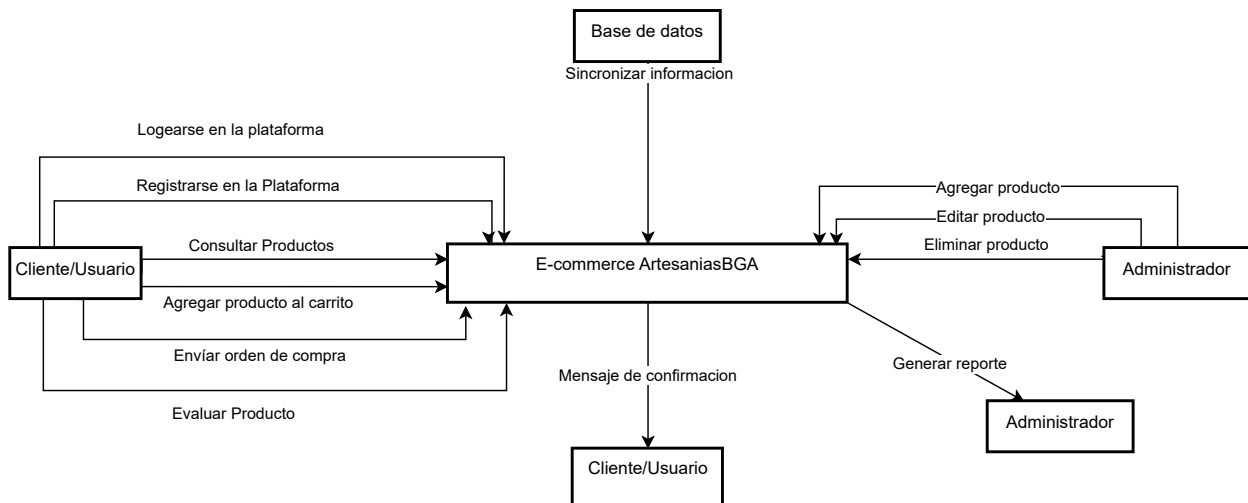 Base de datos
Sincronizar informacion
Logearse en la plataforma
Registrarse en la Plataforma
Agregar producto
Editar producto
Consultar Productos
Eliminar producto
Cliente/Usuario
E-commerce ArtesaniasBGA
Administrador
Agregar producto al carrito
Envíar orden de compra
Generar reporte
Mensaje de confirmacion
Evaluar Producto
Administrador
Cliente/Usuario